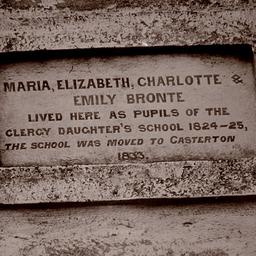 MARIA, ELIZABETH, CHARLOTTE &
EMILY BRONTE
LIVED HERE AS PUPILS OF THE
CLERGY DAUGHTER'S SCHOOL 1824-25,
THE SCHOOL WAS MOVED TO CASTERTON
1833